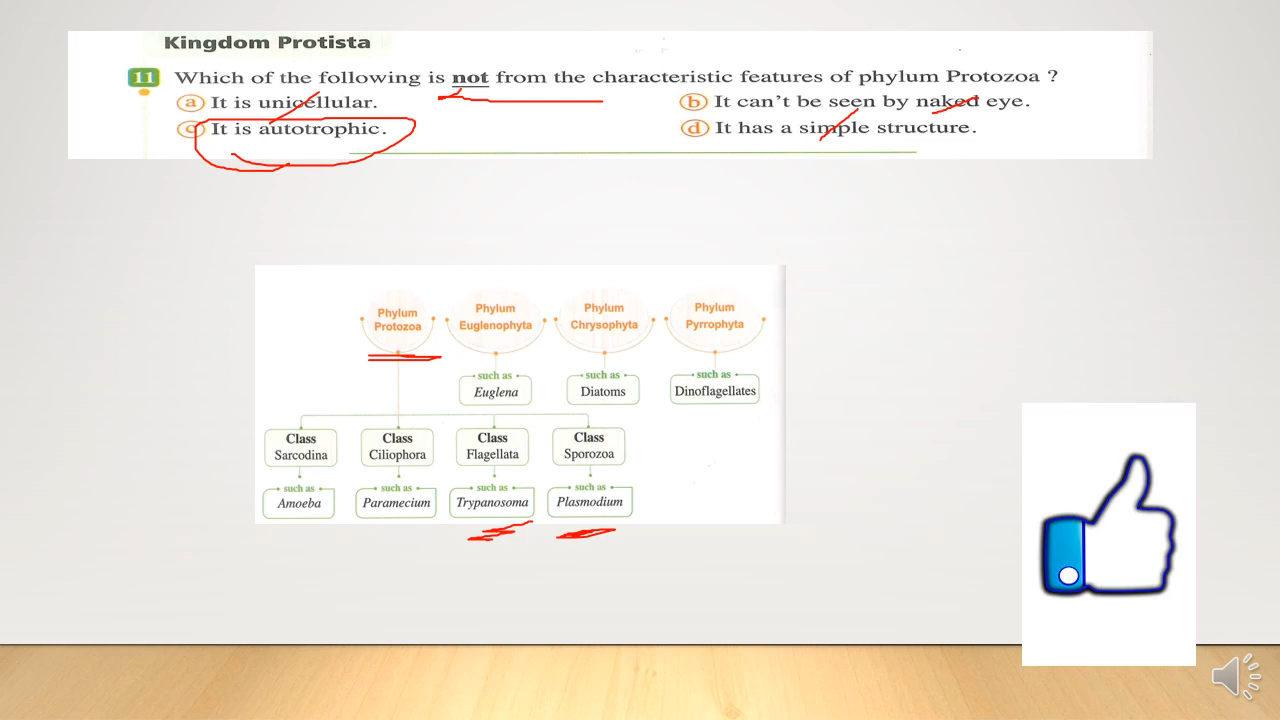 Kingdom Protista
11 Which of the following is not from the characteristic features of phylum Protozoa ?
a It is unicellular.
b It can't be seen by naked eye.
c It is autotrophic.
d It has a simple structure.
Phylum Protozoa
Phylum Euglenophyta
Phylum Chrysophyta
Phylum Pyrrophyta
such as
Euglena
such as
Diatoms
such as
Dinoflagellates
Class Sarcodina
Class Ciliophora
Class Flagellata
Class Sporozoa
such as
Amoeba
such as
Paramecium
such as
Trypanosoma
such as
Plasmodium